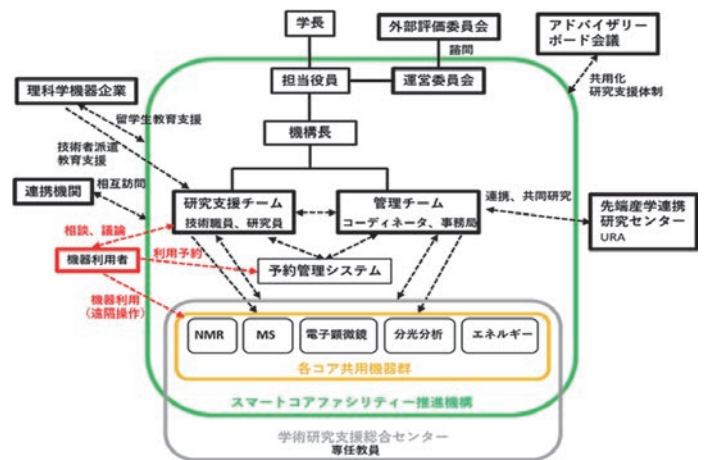 学長
外部評価委員会
アドバイザリー
ボード会議
諮問
担当役員
運営委員会
共用化
研究支援体制
理科学機器企業
留学生教育支援
機構長
技術者派遣
教育支援
連携機関
相互訪問
研究支援チーム
技術職員、研究員
管理チーム
コーディネータ、事務局
連携、共同研究
先端産学連携
研究センター
URA
相談、議論
機器利用者
利用予約
予約管理システム
機器利用
（遠隔操作）
NMR
MS
電子顕微鏡
分光分析
エネルギー
各コア共用機器群
スマートコアファシリティー推進機構
学術研究支援総合センター
専任教員